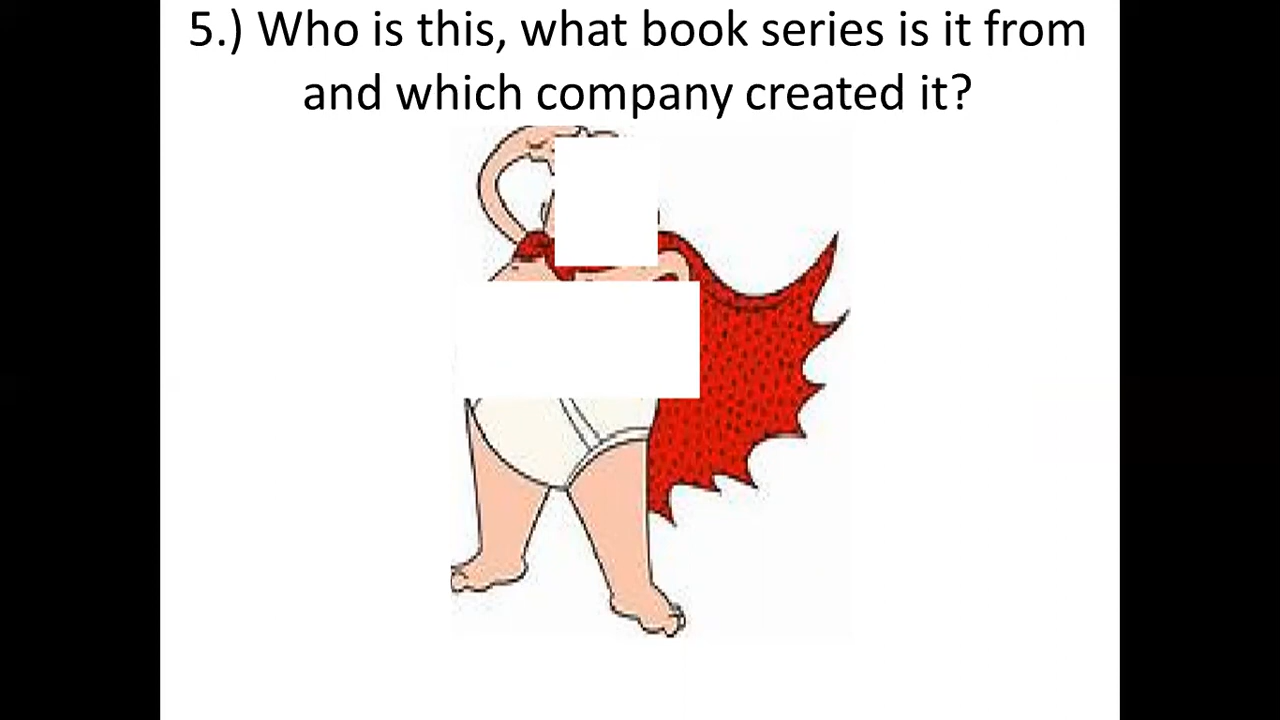 5.) Who is this, what book series is it from
and which company created it?